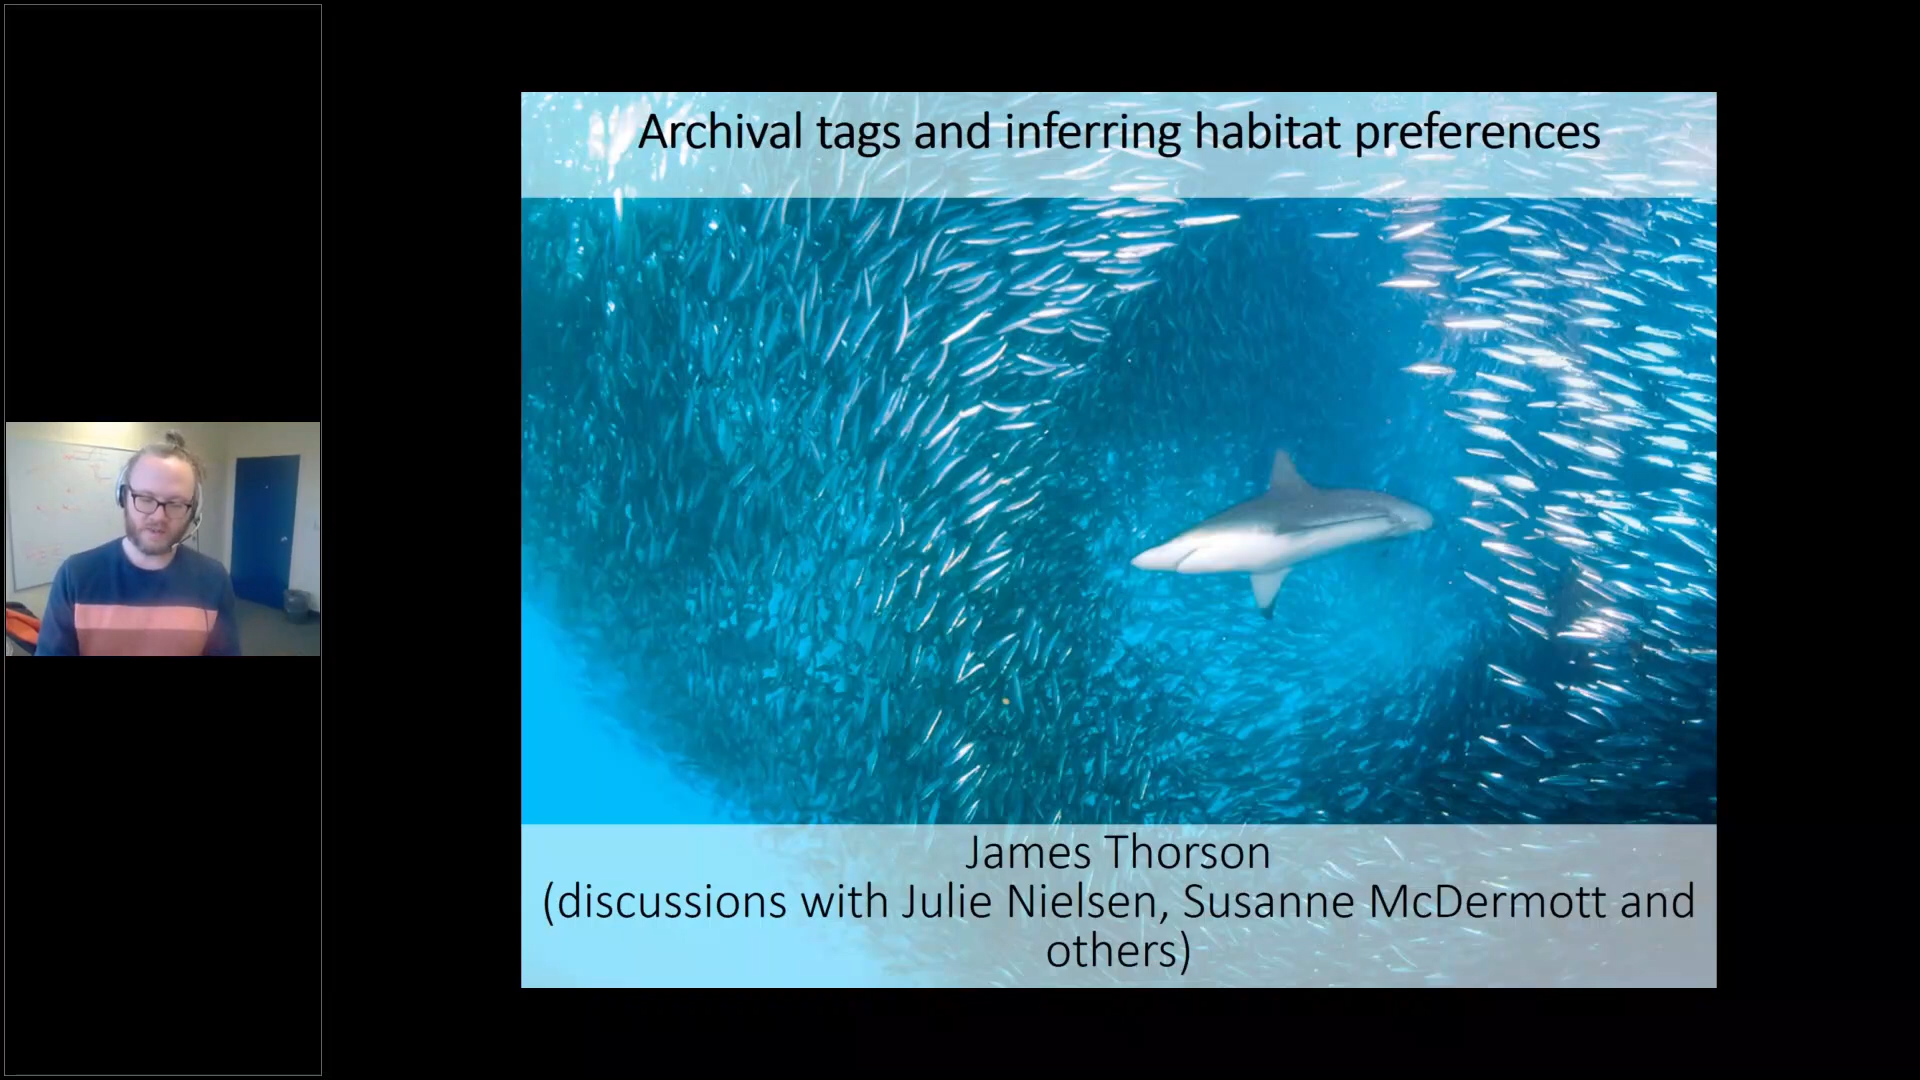 Archival tags and inferring habitat preferences
James Thorson
(discussions with Julie Nielsen, Susanne McDermott and
others)